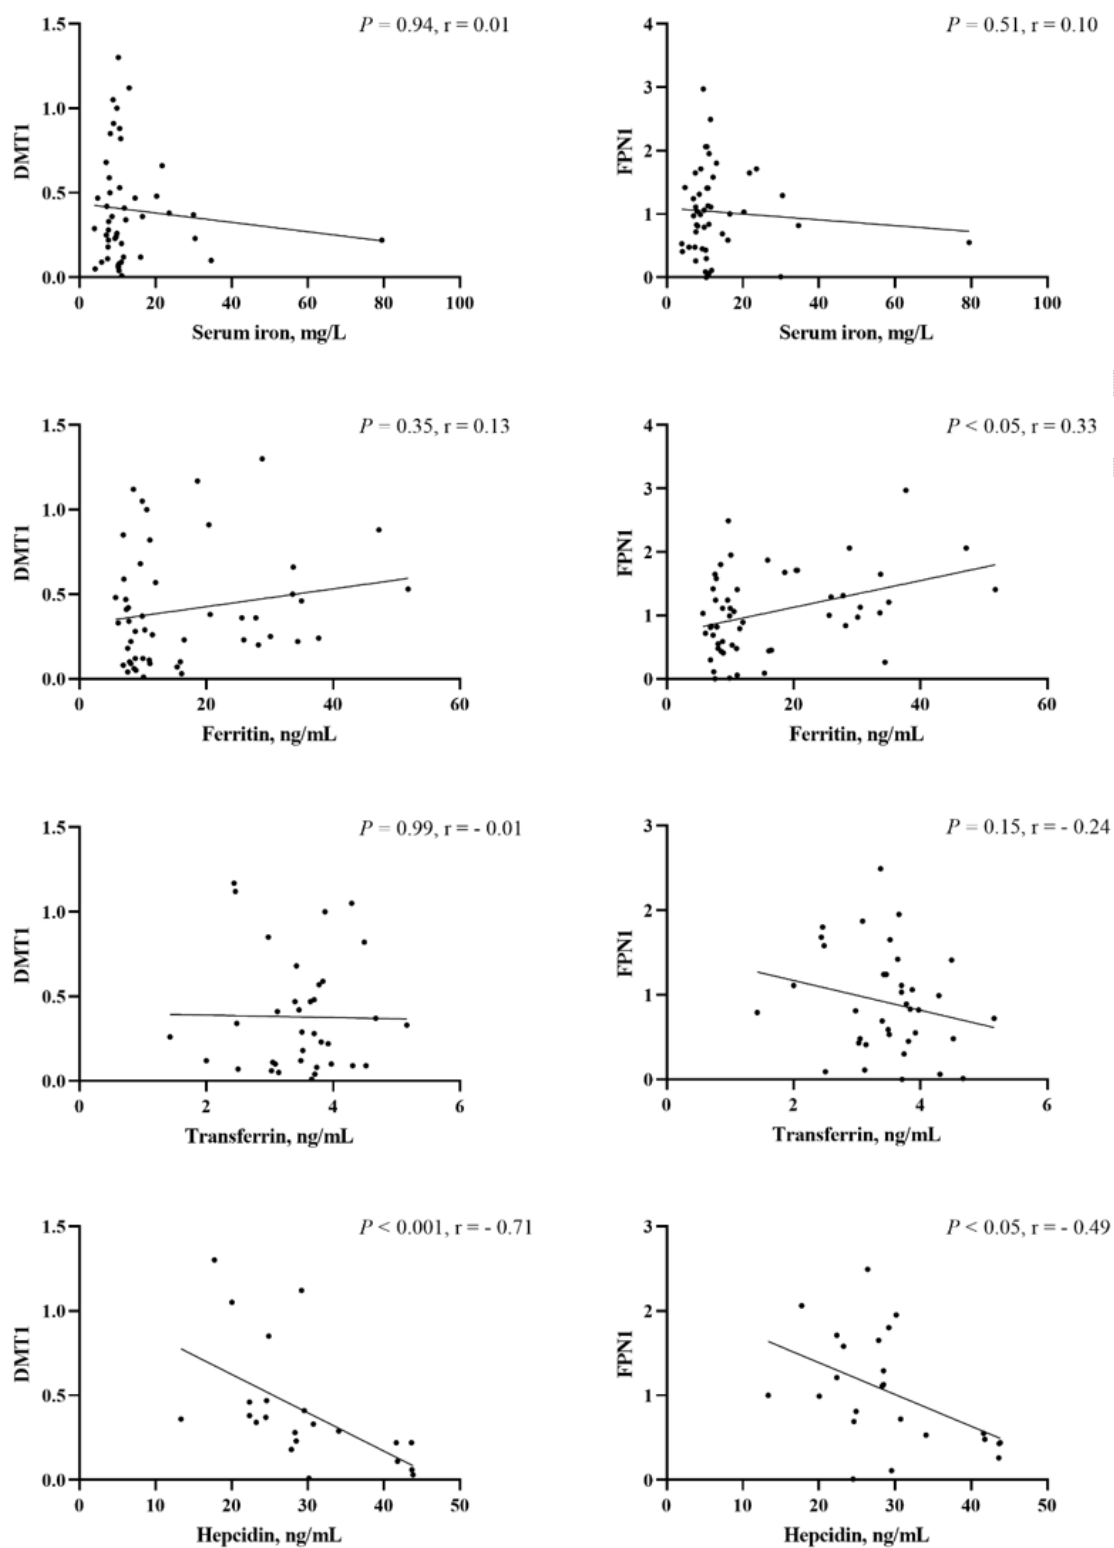 P = 0.94, r = 0.01
1.5
1.0
0.5
0.0
DMT1
0 20 40 60 80 100
Serum iron, mg/L
P = 0.51, r = 0.10
4
3
2
1
0
FPN1
0 20 40 60 80 100
Serum iron, mg/L
P = 0.35, r = 0.13
1.5
1.0
0.5
0.0
DMT1
0 20 40 60
Ferritin, ng/mL
P < 0.05, r = 0.33
4
3
2
1
0
FPN1
0 20 40 60
Ferritin, ng/mL
P = 0.99, r = - 0.01
1.5
1.0
0.5
0.0
DMT1
0 2 4 6
Transferrin, ng/mL
P = 0.15, r = - 0.24
3
2
1
0
FPN1
0 2 4 6
Transferrin, ng/mL
P < 0.001, r = - 0.71
1.5
1.0
0.5
0.0
DMT1
0 10 20 30 40 50
Hepcidin, ng/mL
P < 0.05, r = - 0.49
3
2
1
0
FPN1
0 10 20 30 40 50
Hepcidin, ng/mL